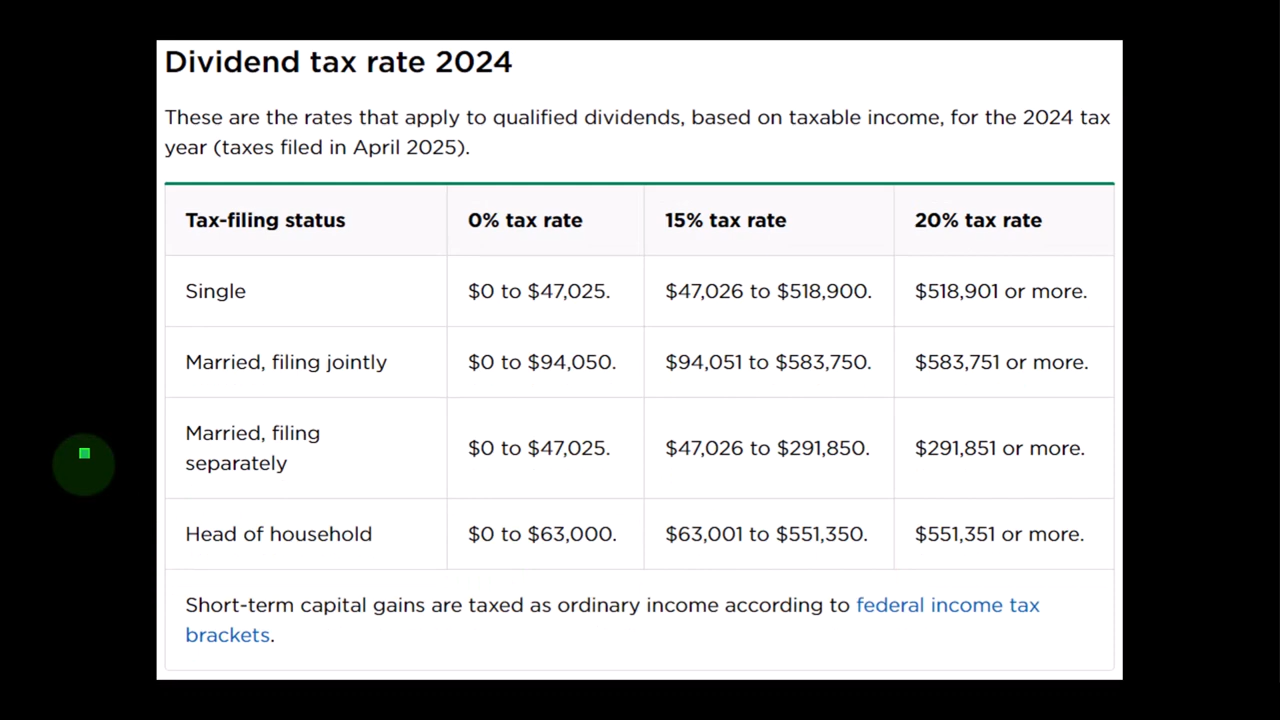 Dividend tax rate 2024
These are the rates that apply to qualified dividends, based on taxable income, for the 2024 tax
year (taxes filed in April 2025).
Tax-filing status 0% tax rate 15% tax rate 20% tax rate
Single $0 to $47,025. $47,026 to $518,900. $518,901 or more.
Married, filing jointly $0 to $94,050. $94,051 to $583,750. $583,751 or more.
Married, filing
separately $0 to $47,025. $47,026 to $291,850. $291,851 or more.
Head of household $0 to $63,000. $63,001 to $551,350. $551,351 or more.
Short-term capital gains are taxed as ordinary income according to federal income tax
brackets.